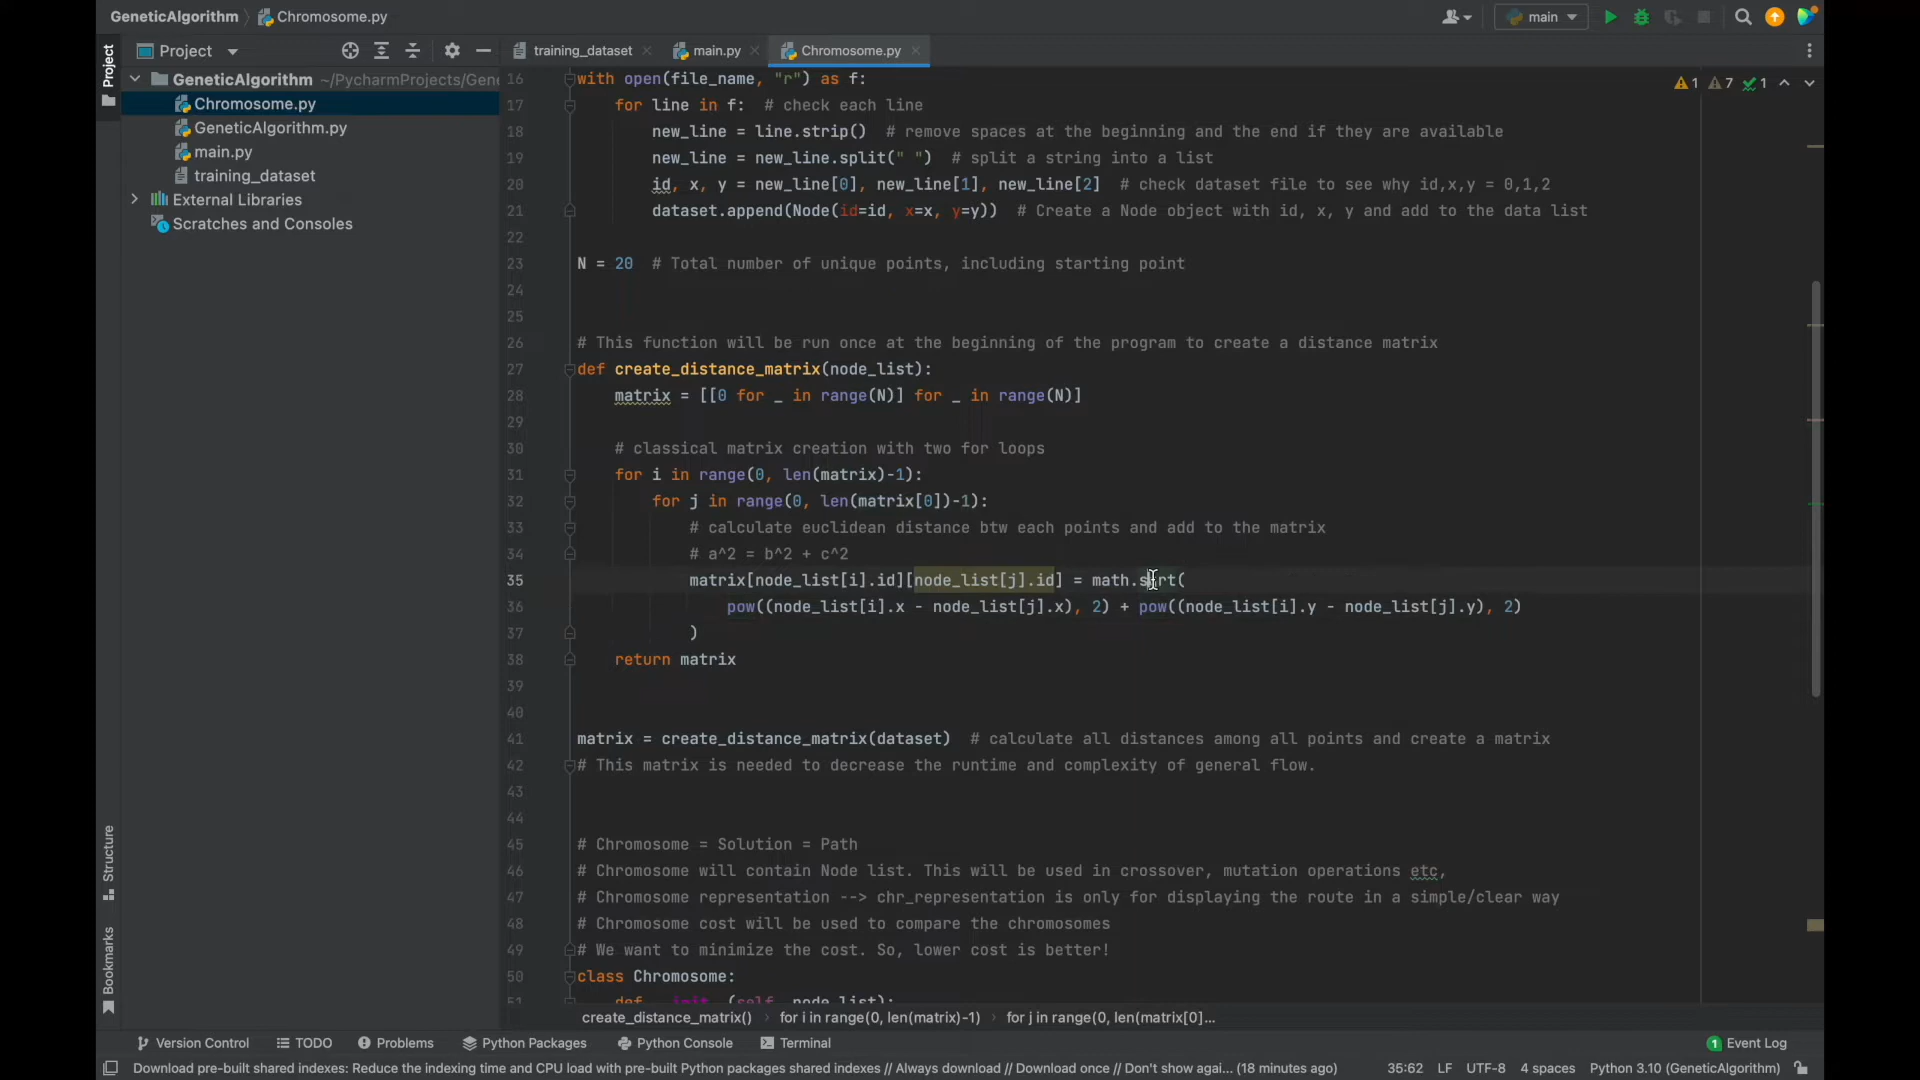 GeneticAlgorithm Chromosome.py main
Project training_dataset main.py Chromosome.py
Project
GeneticAlgorithm ~/PycharmProjects/Gene
Chromosome.py
GeneticAlgorithm.py
main.py
training_dataset
External Libraries
Scratches and Consoles
1 7 1
16 with open(file_name, "r") as f:
17 for line in f: # check each line
18 new_line = line.strip() # remove spaces at the beginning and the end if they are available
19 new_line = new_line.split(" ") # split a string into a list
20 id, x, y = new_line[0], new_line[1], new_line[2] # check dataset file to see why id,x,y = 0,1,2
21 dataset.append(Node(id=id, x=x, y=y)) # Create a Node object with id, x, y and add to the data list
22
23 N = 20 # Total number of unique points, including starting point
24
25
26 # This function will be run once at the beginning of the program to create a distance matrix
27 def create_distance_matrix(node_list):
28 matrix = [[0 for _ in range(N)] for _ in range(N)]
29
30 # classical matrix creation with two for loops
31 for i in range(0, len(matrix)-1):
32 for j in range(0, len(matrix[0])-1):
33 # calculate euclidean distance btw each points and add to the matrix
34 # a^2 = b^2 + c^2
35 matrix[node_list[i].id][node_list[j].id] = math.sqrt(
36 pow((node_list[i].x - node_list[j].x), 2) + pow((node_list[i].y - node_list[j].y), 2)
37 )
38 return matrix
39
40
41 matrix = create_distance_matrix(dataset) # calculate all distances among all points and create a matrix
42 # This matrix is needed to decrease the runtime and complexity of general flow.
43
44
45 # Chromosome = Solution = Path
46 # Chromosome will contain Node list. This will be used in crossover, mutation operations etc,
47 # Chromosome representation --> chr_representation is only for displaying the route in a simple/clear way
48 # Chromosome cost will be used to compare the chromosomes
49 # We want to minimize the cost. So, lower cost is better!
50 class Chromosome:
51 def __init__(self, node_list):
Structure
Bookmarks
create_distance_matrix() for i in range(0, len(matrix)-1) for j in range(0, len(matrix[0]...
Version Control TODO Problems Python Packages Python Console Terminal 1 Event Log
Download pre-built shared indexes: Reduce the indexing time and CPU load with pre-built Python packages shared indexes // Always download // Download once // Don't show agai... (18 minutes ago) 35:62 LF UTF-8 4 spaces Python 3.10 (GeneticAlgorithm)